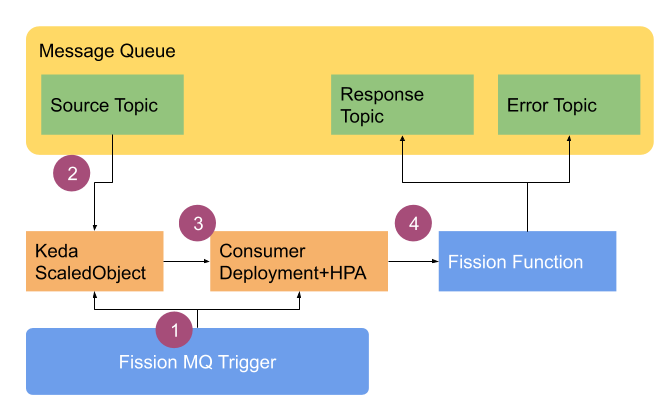 Message Queue
Source Topic
Response
Topic
Error Topic
2
3
4
Keda
ScaledObject
Consumer
Deployment+HPA
Fission Function
1
Fission MQ Trigger